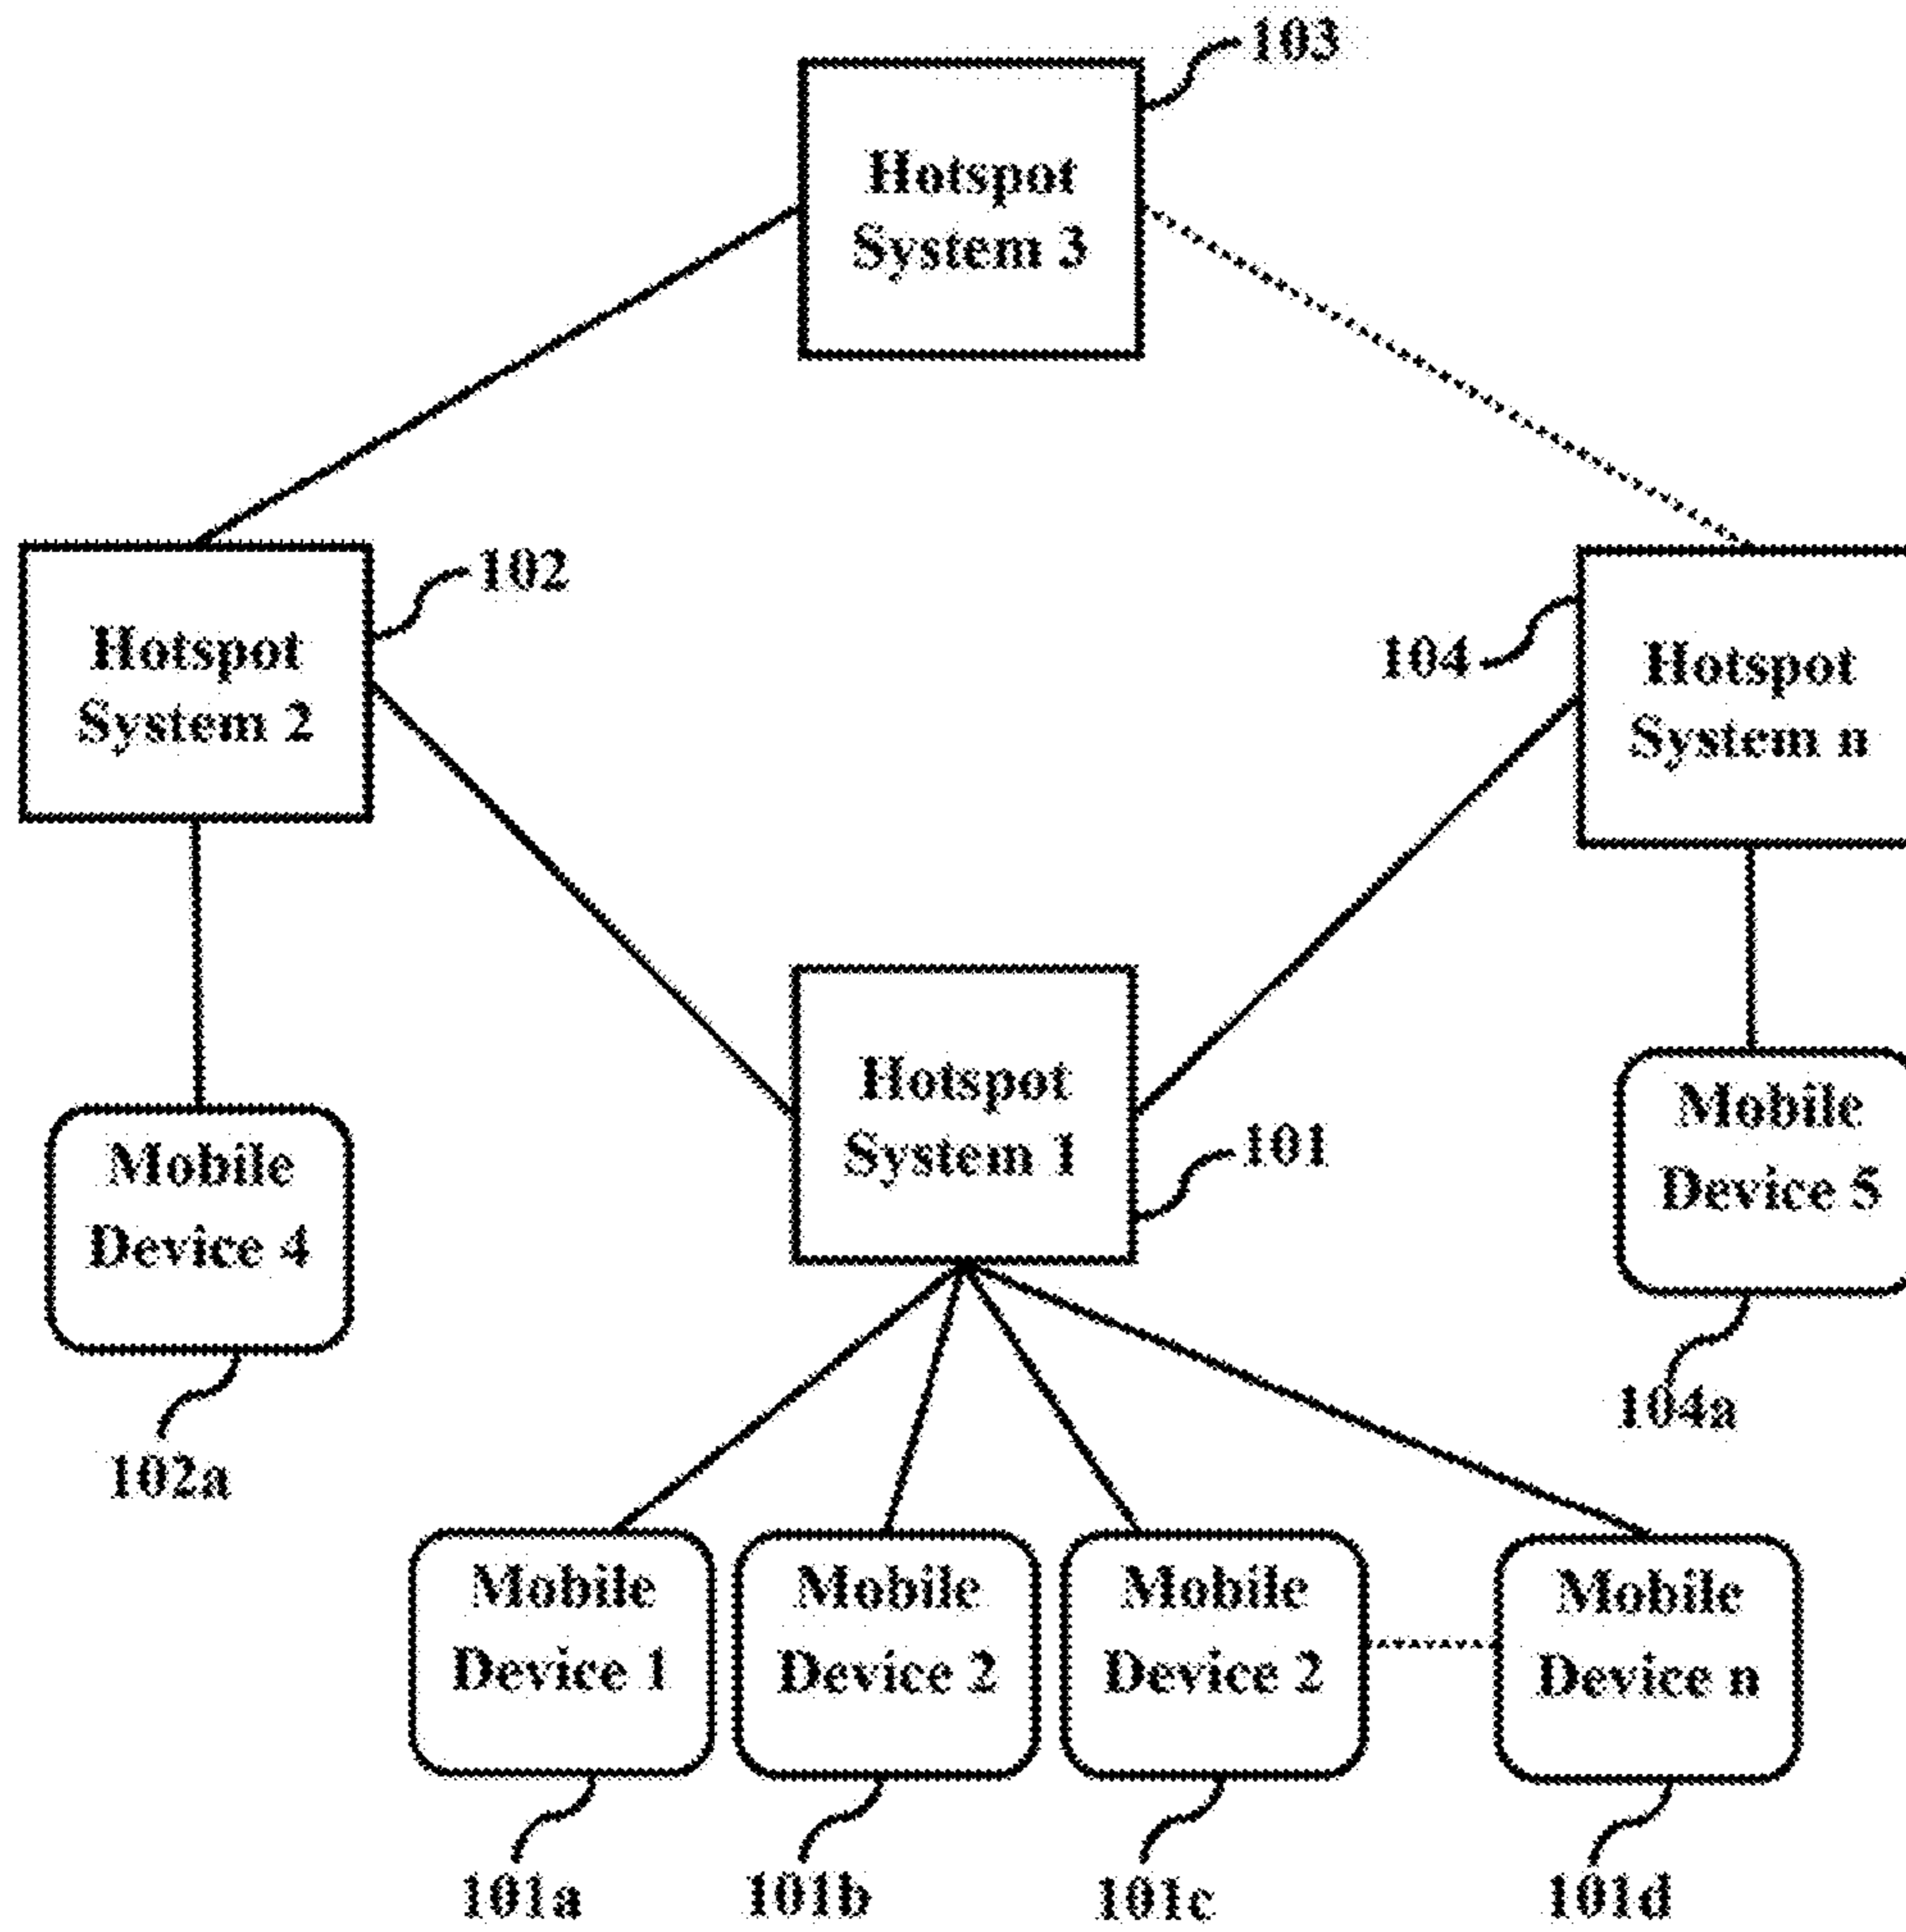 103
Hotspot
System 3
102
Hotspot
System 2
104
Hotspot
System n
Hotspot
System 1
101
Mobile
Device 4
102a
Mobile
Device 5
104a
Mobile
Device 1
Mobile
Device 2
Mobile
Device 2
Mobile
Device n
101a
101b
101c
101d